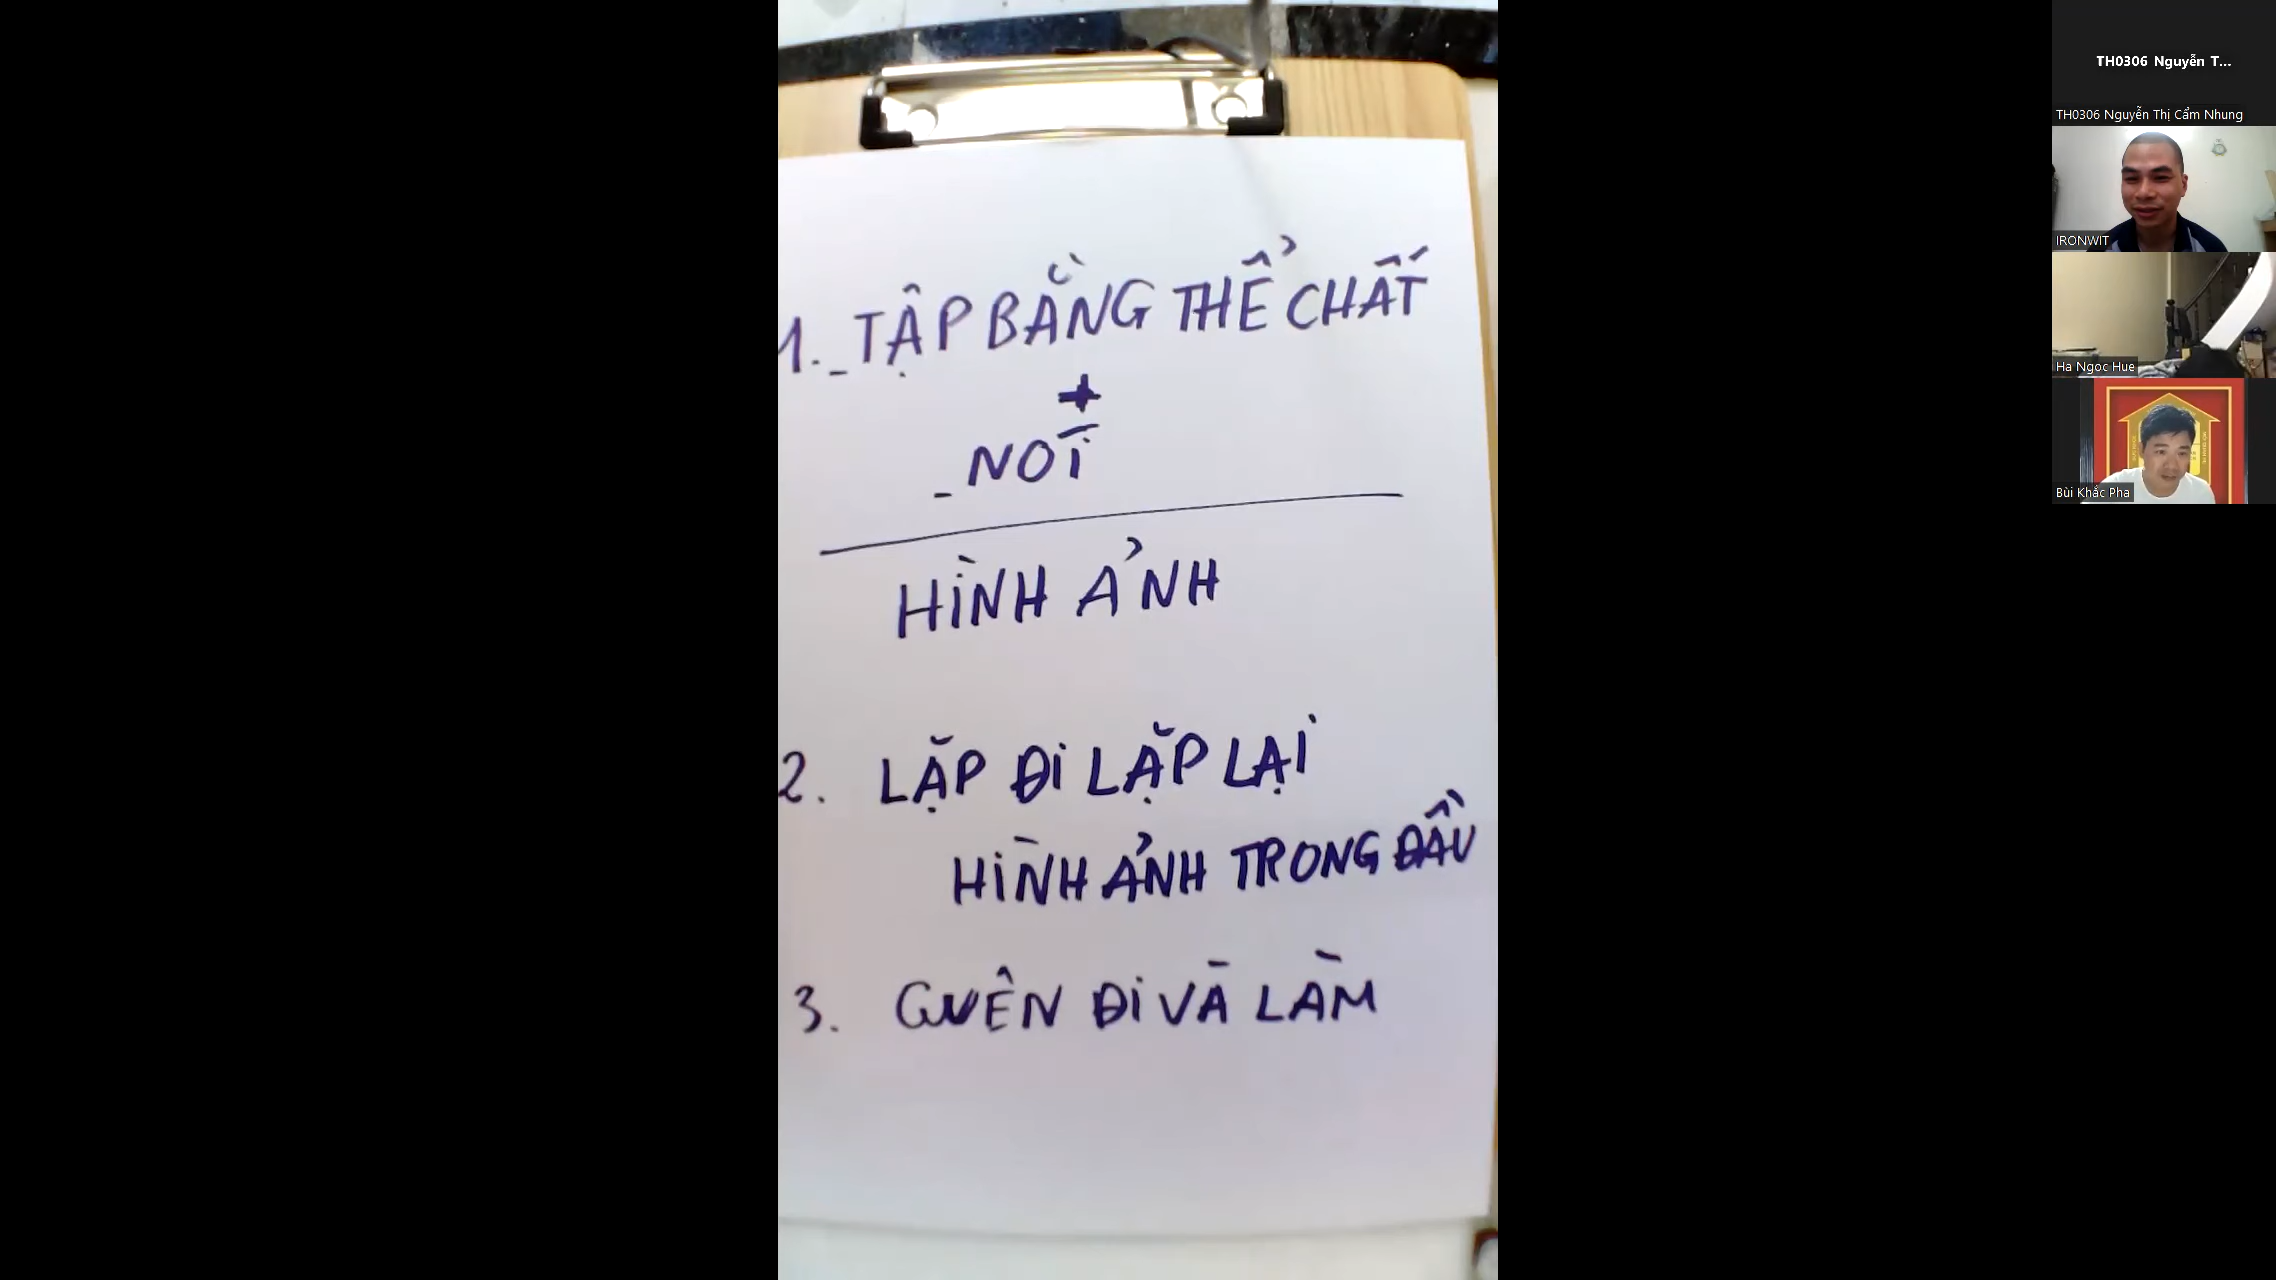 1. _TẬP BẰNG THỂ CHẤT
+
_NÓI
HÌNH ẢNH
2. LẶP ĐI LẶP LẠI
HÌNH ẢNH TRONG ĐẦU
3. QUÊN ĐI VÀ LÀM
TH0306 Nguyễn T...
TH0306 Nguyễn Thị Cẩm Nhung
IRONWIT
Ha Ngoc Hue
Bùi Khắc Pha